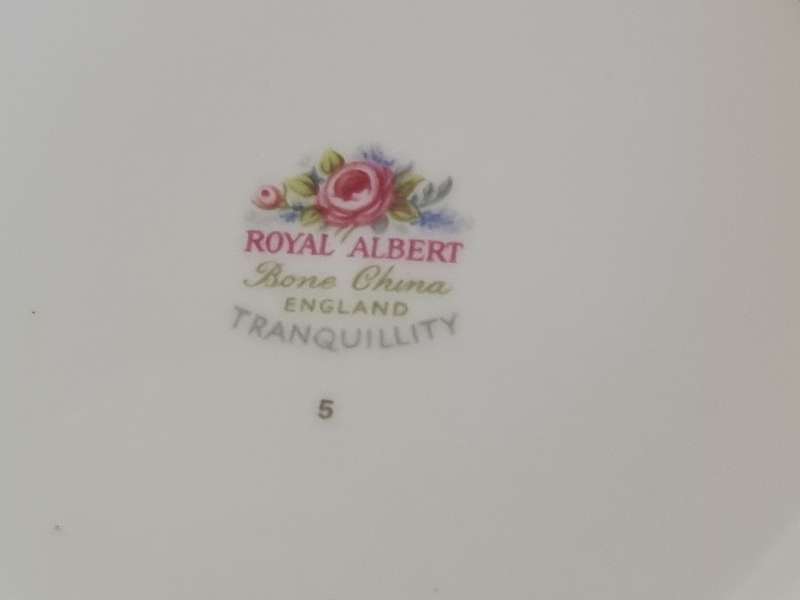 ROYAL ALBERT
Bone China
ENGLAND
TRANQUILLITY
5